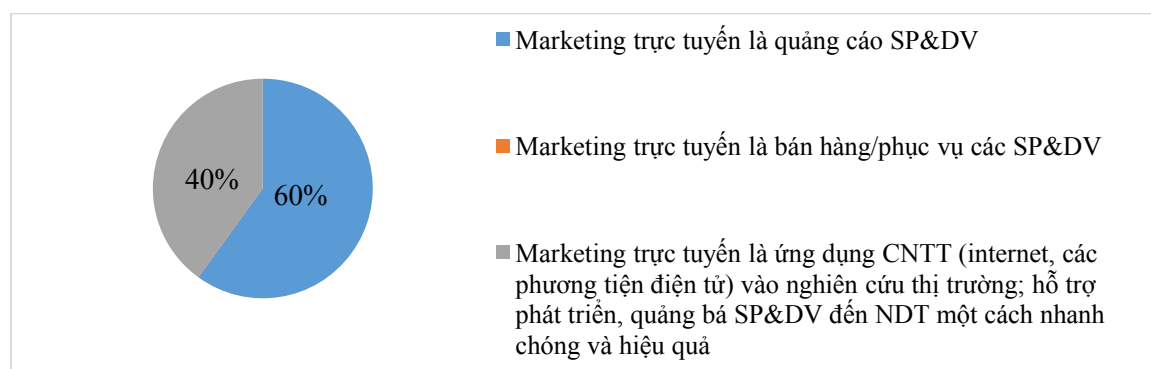 Marketing trực tuyến là quảng cáo SP&DV
40%
60%
Marketing trực tuyến là bán hàng/phục vụ các SP&DV
Marketing trực tuyến là ứng dụng CNTT (internet, các
phương tiện điện tử) vào nghiên cứu thị trường; hỗ trợ
phát triển, quảng bá SP&DV đến NDT một cách nhanh
chóng và hiệu quả